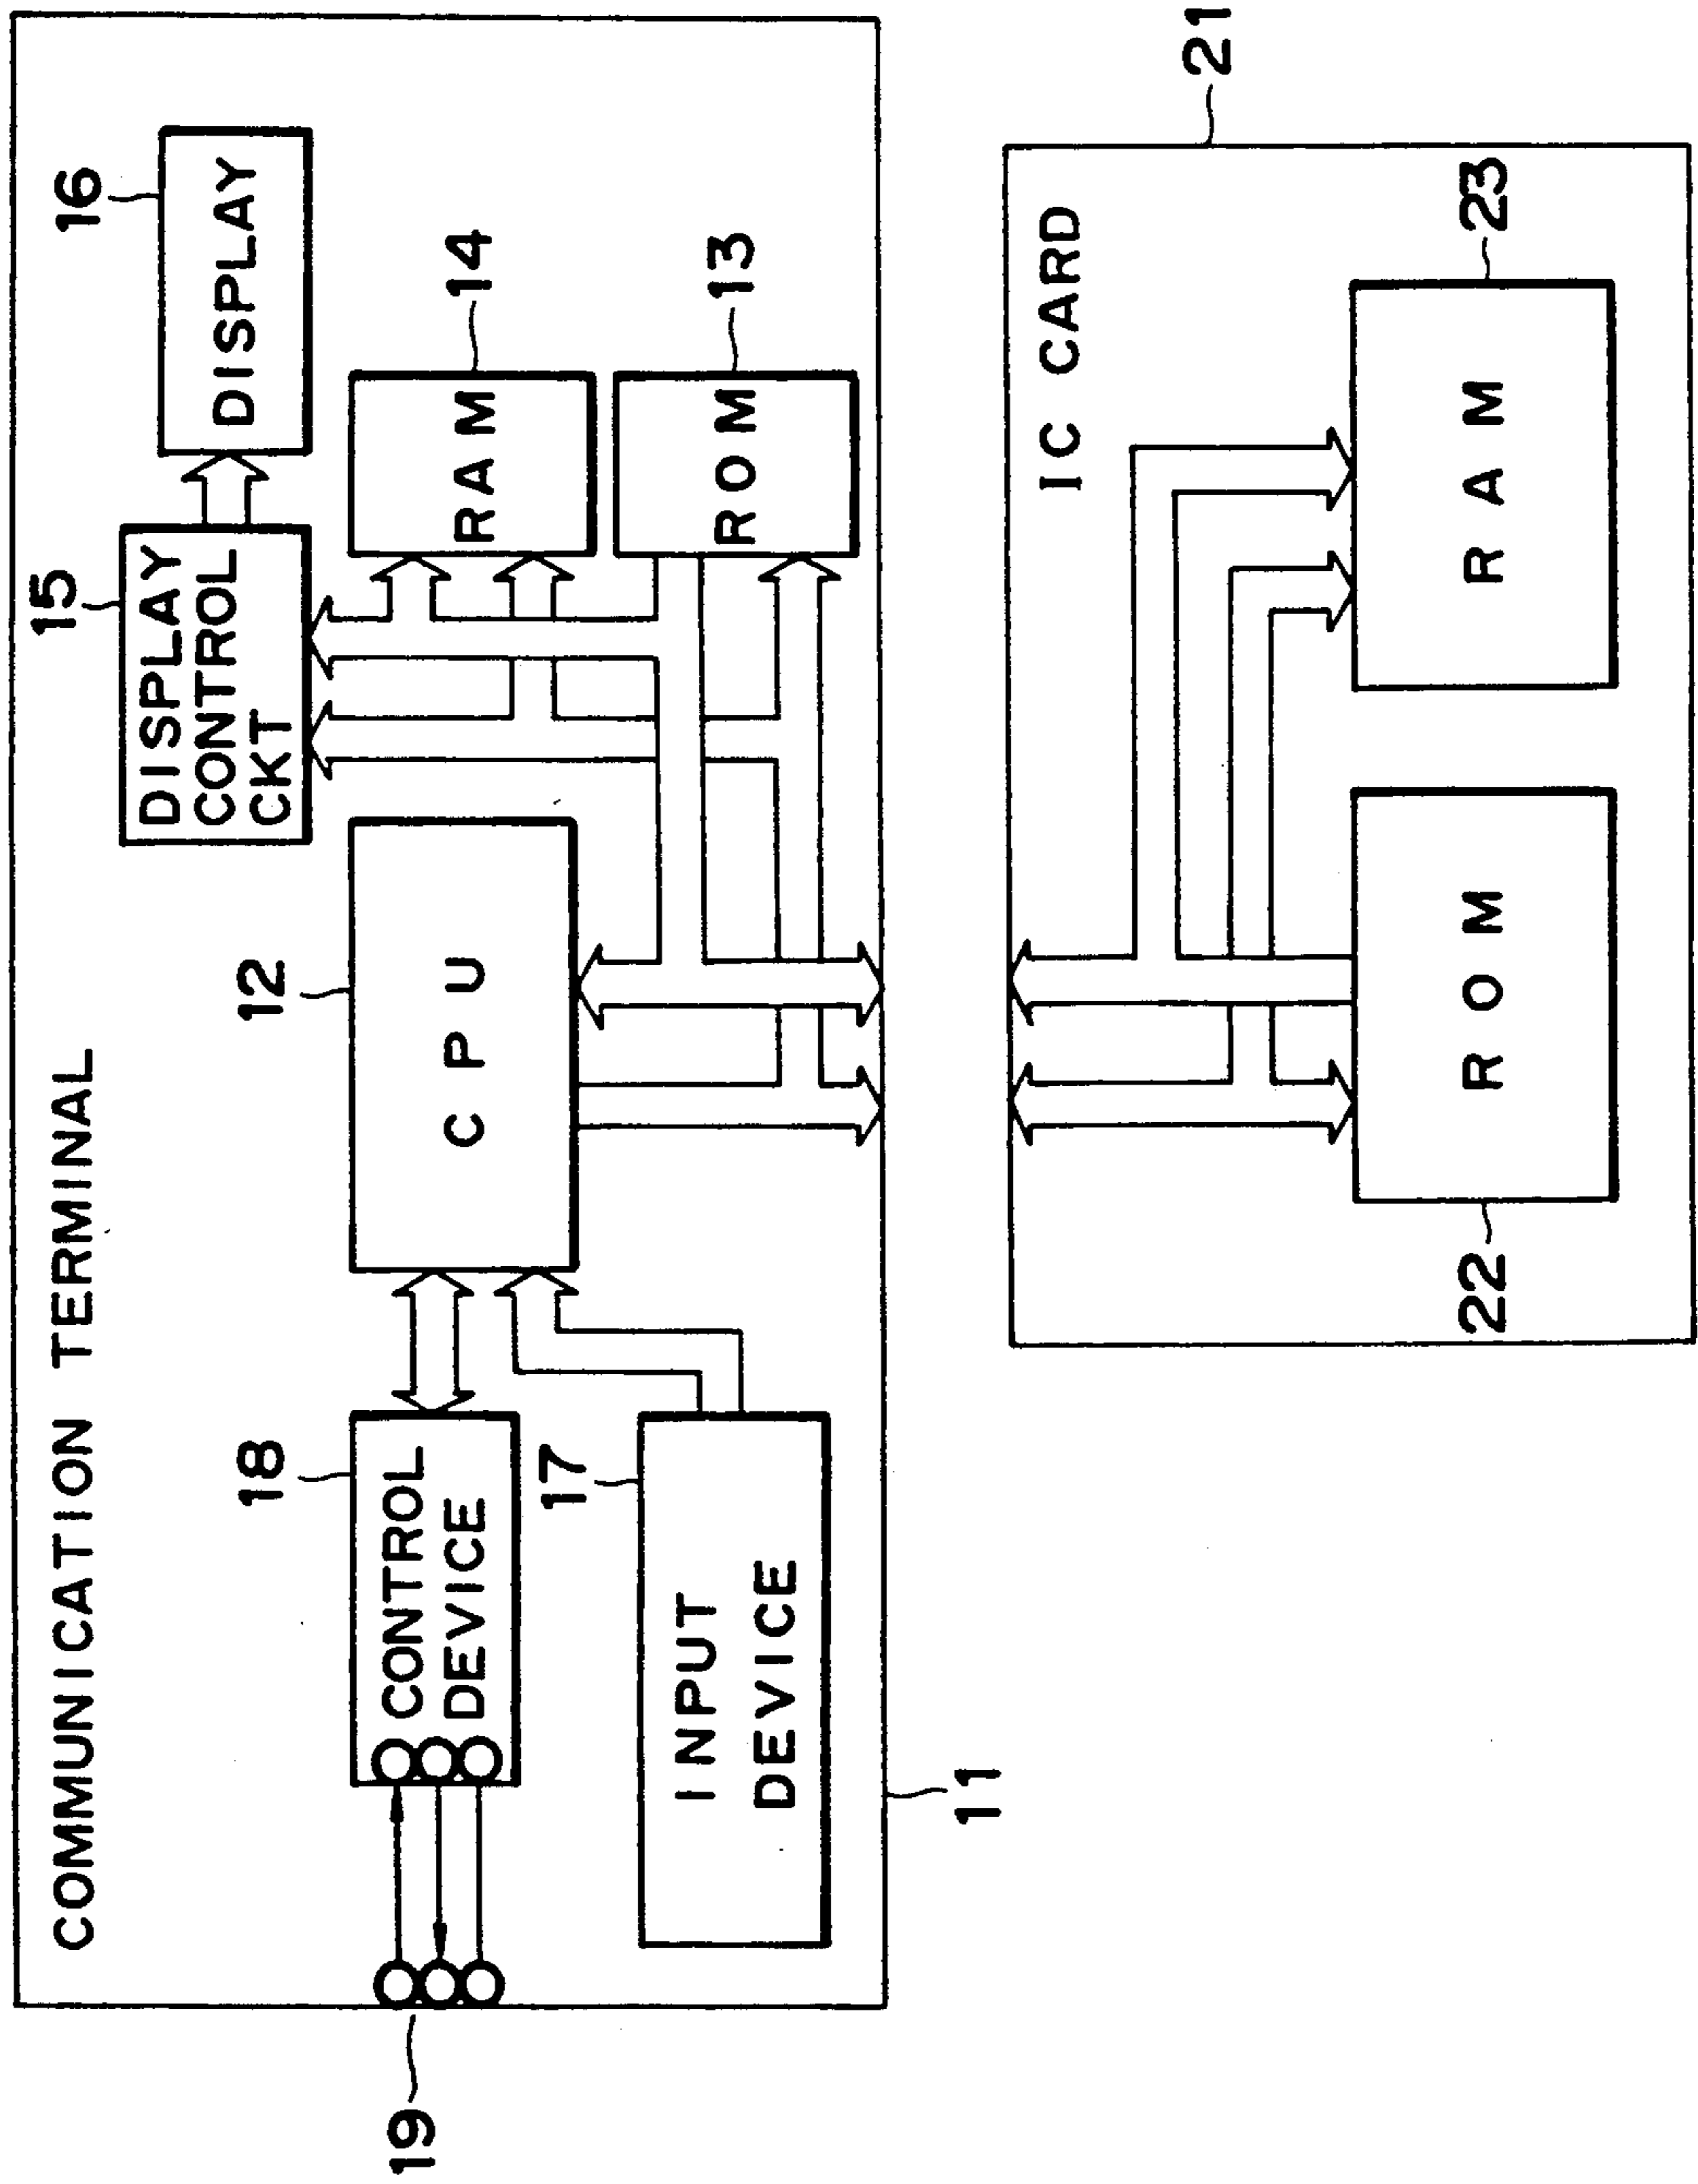 COMMUNICATION TERMINAL
16
DISPLAY
15
DISPLAY
CONTROL
CKT
14
RAM
13
ROM
12
CPU
18
CONTROL
DEVICE
17
INPUT
DEVICE
19
11
IC CARD
21
22
ROM
23
RAM